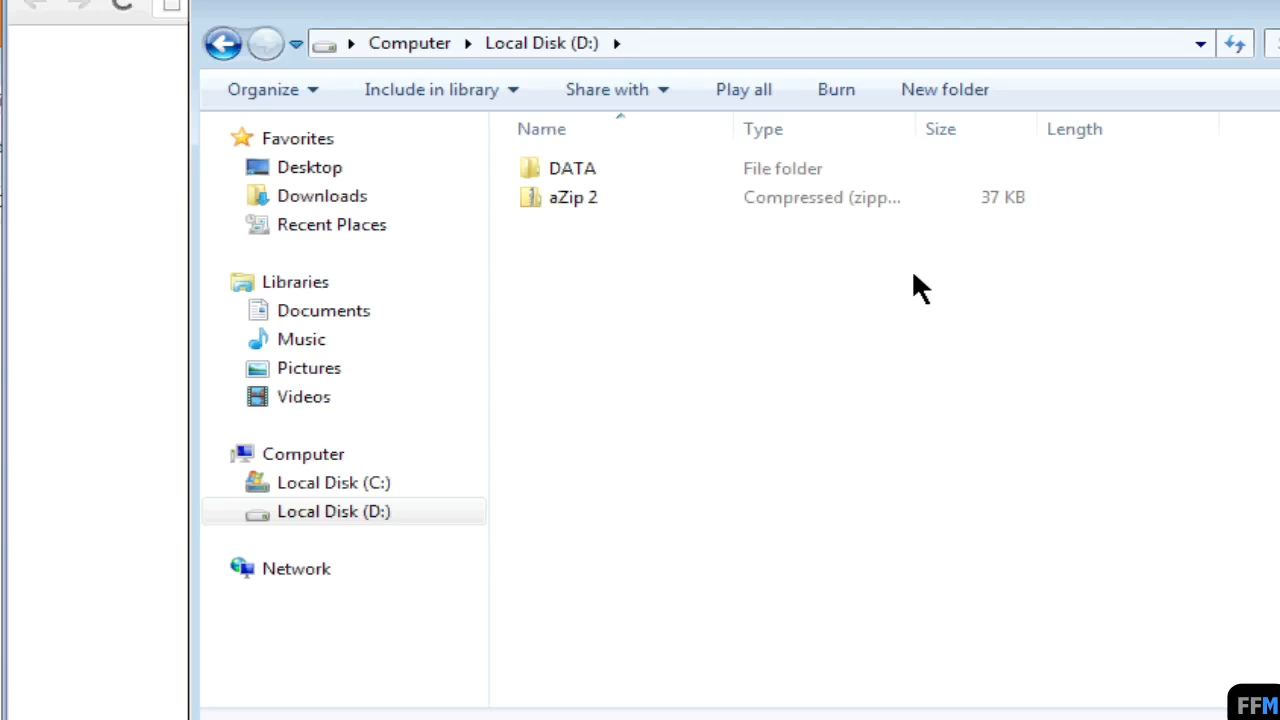 Computer Local Disk (D:)
Organize Include in library Share with Play all Burn New folder
Name Type Size Length
Favorites
Desktop
Downloads
Recent Places
Libraries
Documents
Music
Pictures
Videos
Computer
Local Disk (C:)
Local Disk (D:)
Network
DATA File folder
aZip 2 Compressed (zipp... 37 KB
FFM